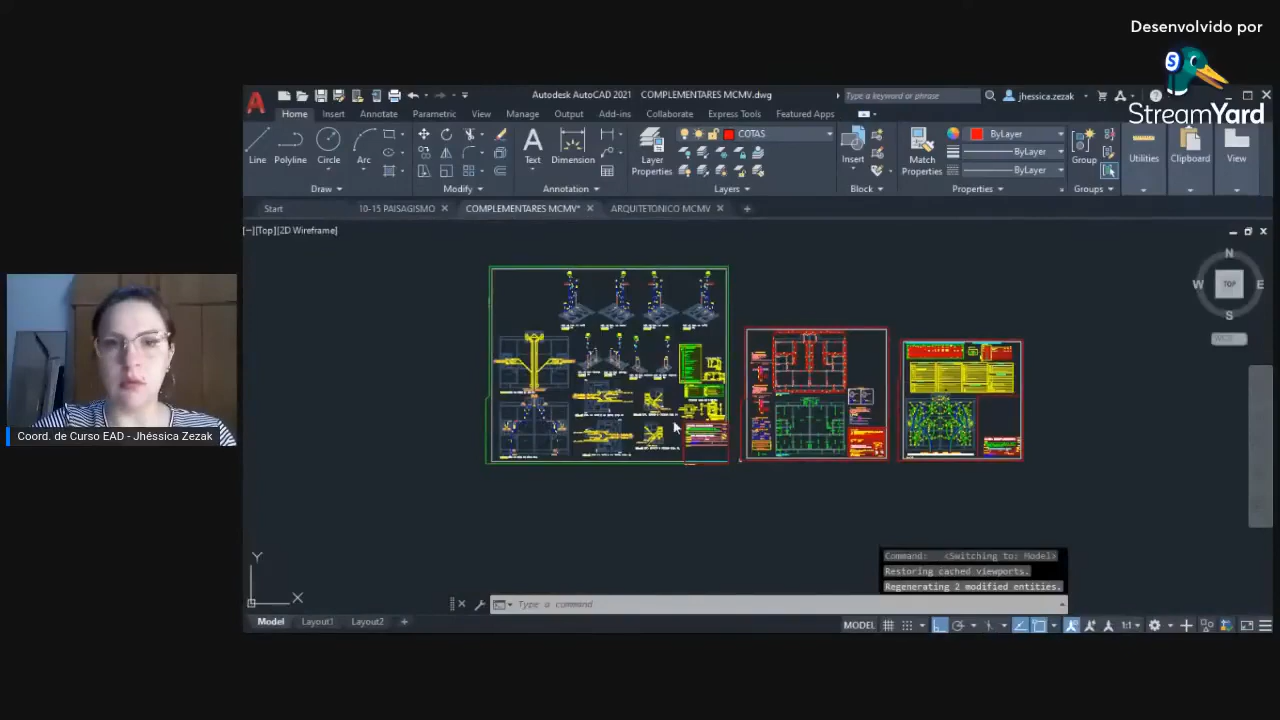 Desenvolvido por
StreamYard
Autodesk AutoCAD 2021 COMPLEMENTARES MCMV.dwg
Type a keyword or phrase
jhessica.zezak
Home Insert Annotate Parametric View Manage Output Add-ins Collaborate Express Tools Featured Apps
COTAS
ByLayer
ByLayer
ByLayer
Line Polyline Circle Arc
Text Dimension
Layer Properties
Insert
Match Properties
Group
Utilities Clipboard View
Draw Modify Annotation Layers Block Properties Groups
Start 10-15 PAISAGISMO COMPLEMENTARES MCMV* ARQUITETONICO MCMV
[−][Top][2D Wireframe]
N
W TOP E
S
WCS
Coord. de Curso EAD - Jhéssica Zezak
Y
X
Command: <Switching to: Model>
Restoring cached viewports.
Regenerating 2 modified entities.
Type a command
Model Layout1 Layout2 +
MODEL 1:1